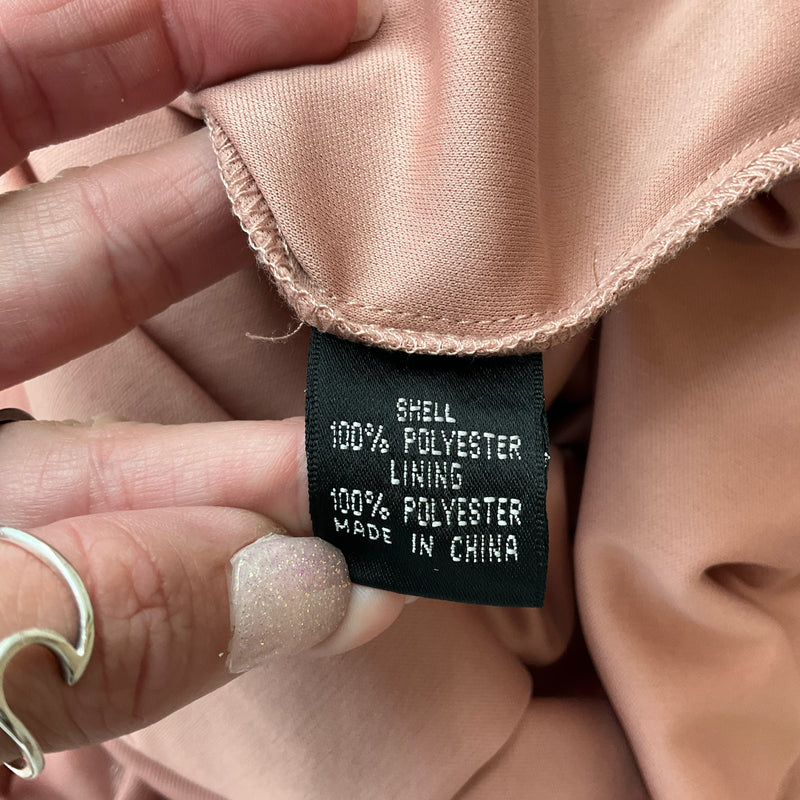 SHELL
100% POLYESTER
LINING
100% POLYESTER
MADE IN CHINA